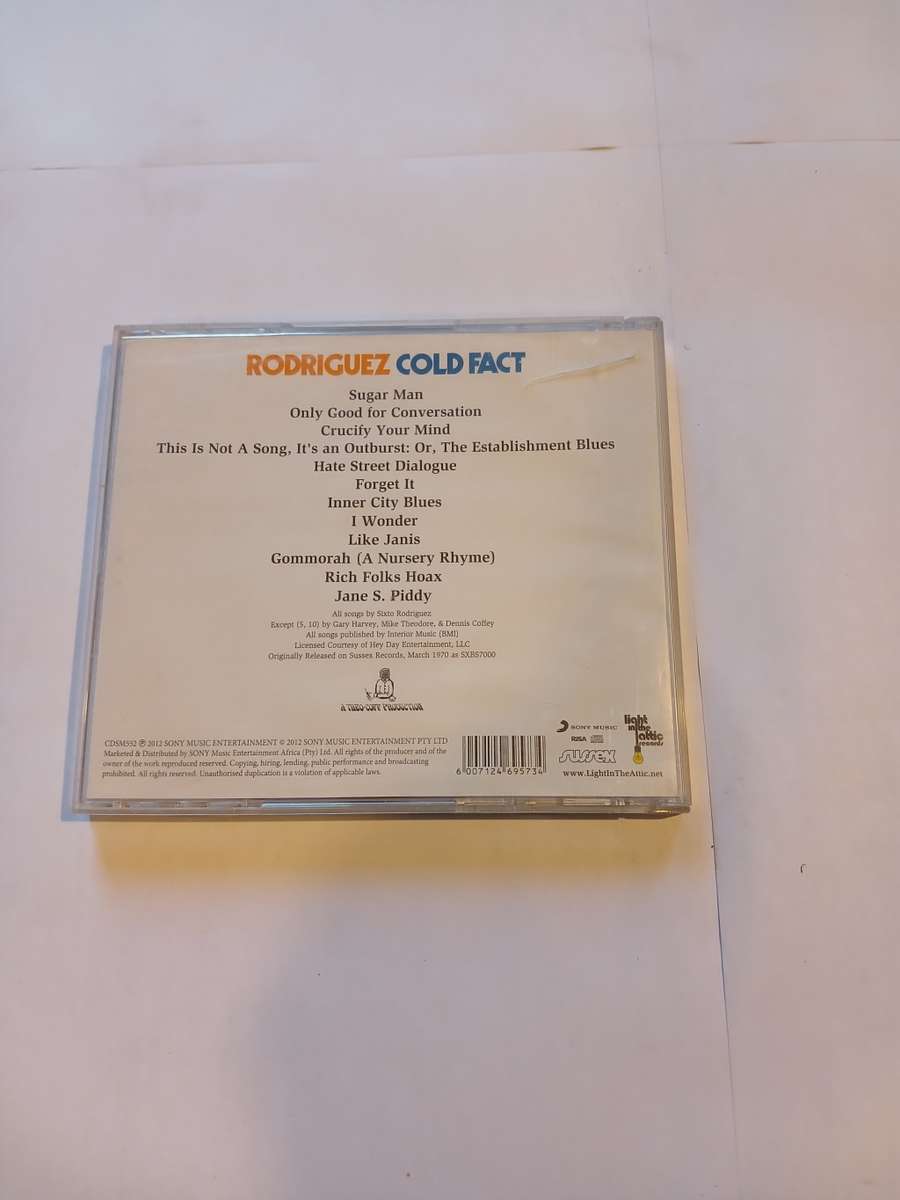 RODRIGUEZ COLD FACT
Sugar Man
Only Good for Conversation
Crucify Your Mind
This Is Not A Song, It's an Outburst: Or, The Establishment Blues
Hate Street Dialogue
Forget It
Inner City Blues
I Wonder
Like Janis
Gommorah (A Nursery Rhyme)
Rich Folks Hoax
Jane S. Piddy
All songs by Sixto Rodriguez
Except (5, 10) by Gary Harvey, Mike Theodore, & Dennis Coffey
All songs published by Interior Music (BMI)
Licensed Courtesy of Hey Day Entertainment, LLC
Originally Released on Sussex Records, March 1970 as SXBS7000
A THEO-COFF PRODUCTION
CDSM552 ℗ 2012 SONY MUSIC ENTERTAINMENT © 2012 SONY MUSIC ENTERTAINMENT PTY LTD
Marketed & Distributed by SONY Music Entertainment Africa (Pty) Ltd. All rights of the producer and of the
owner of the work reproduced reserved. Copying, hiring, lending, public performance and broadcasting
prohibited. All rights reserved. Unauthorised duplication is a violation of applicable laws.
6 007124 695734
SONY MUSIC
RISA
SUSSEX
light in the attic records
www.LightInTheAttic.net